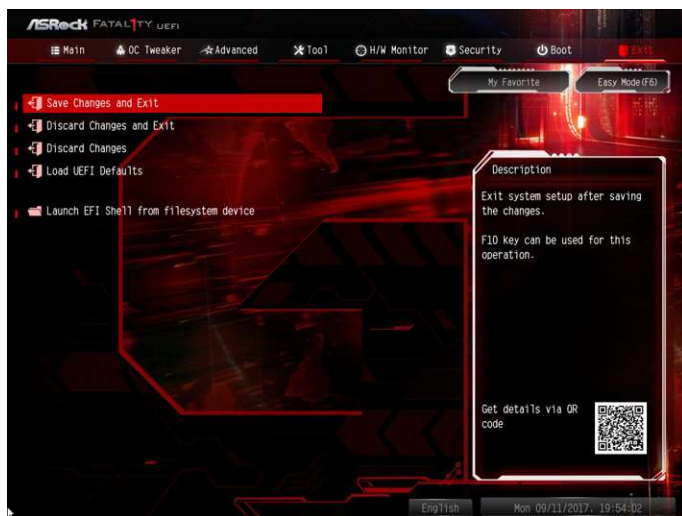 ASRock FATAL1TY UEFI
Main OC Tweaker Advanced Tool H/W Monitor Security Boot Exit
My Favorite Easy Mode(F6)
Save Changes and Exit
Discard Changes and Exit
Discard Changes
Load UEFI Defaults
Launch EFI Shell from filesystem device
Description
Exit system setup after saving
the changes.
F10 key can be used for this
operation.
Get details via QR
code
English Mon 09/11/2017, 19:54:02